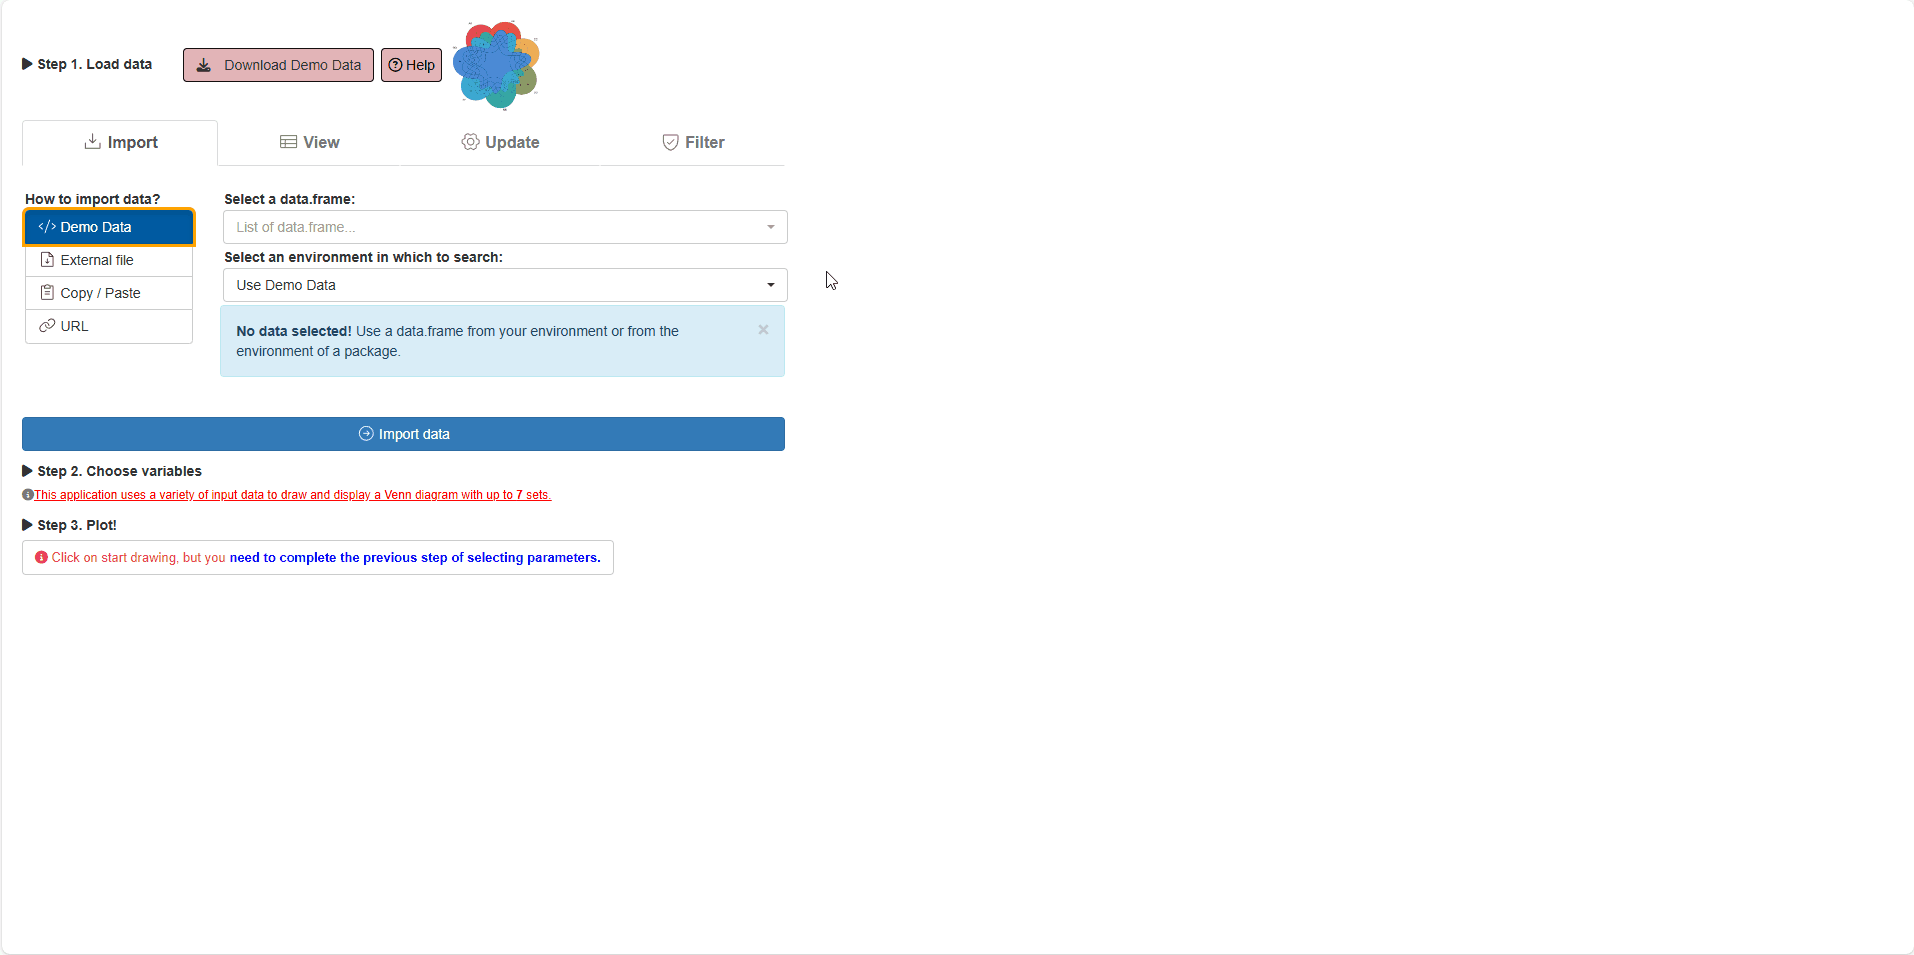 Step 1. Load data
Download Demo Data
Help
Import
View
Update
Filter
How to import data?
Demo Data
External file
Copy / Paste
URL
Select a data.frame:
List of data.frame...
Select an environment in which to search:
Use Demo Data
No data selected! Use a data.frame from your environment or from the
environment of a package.
×
Import data
Step 2. Choose variables
This application uses a variety of input data to draw and display a Venn diagram with up to 7 sets.
Step 3. Plot!
Click on start drawing, but you need to complete the previous step of selecting parameters.